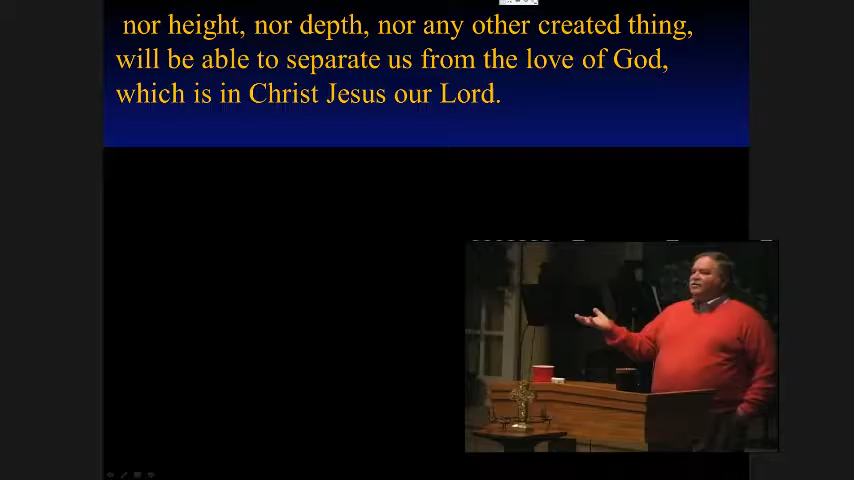 nor height, nor depth, nor any other created thing,
will be able to separate us from the love of God,
which is in Christ Jesus our Lord.